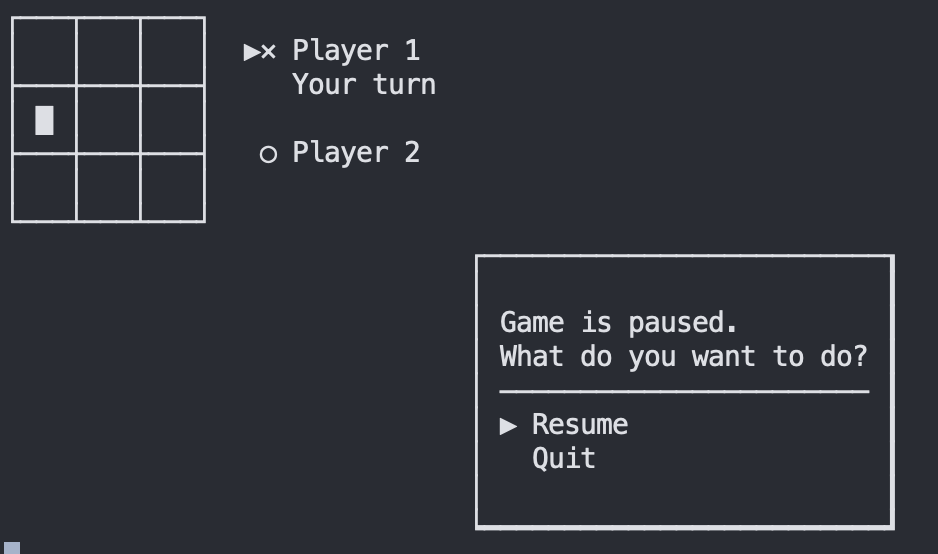 ▶× Player 1
Your turn
○ Player 2
Game is paused.
What do you want to do?
▶ Resume
Quit